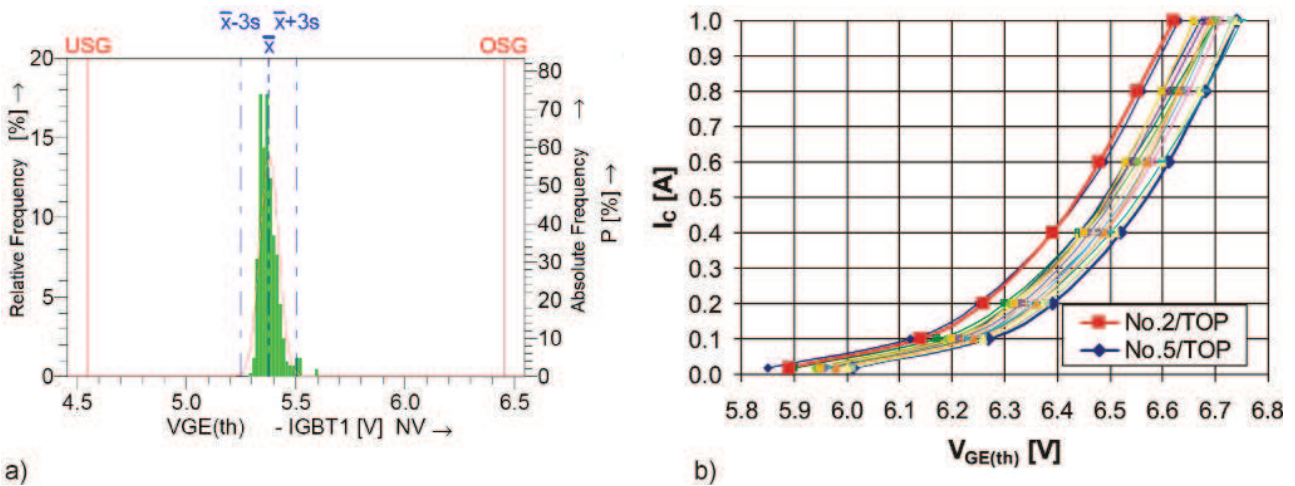 x̅-3s x̅+3s
USG x̅ OSG
Relative Frequency [%] →
20
15
10
5
0
80
70
60
50
40
30
20
10
0
Absolute Frequency →
P [%] →
4.5 5.0 5.5 6.0 6.5
VGE(th) - IGBT1 [V] NV →
a)
I_C [A]
1.0
0.9
0.8
0.7
0.6
0.5
0.4
0.3
0.2
0.1
0.0
No.2/TOP
No.5/TOP
5.8 5.9 6.0 6.1 6.2 6.3 6.4 6.5 6.6 6.7 6.8
V_GE(th) [V]
b)